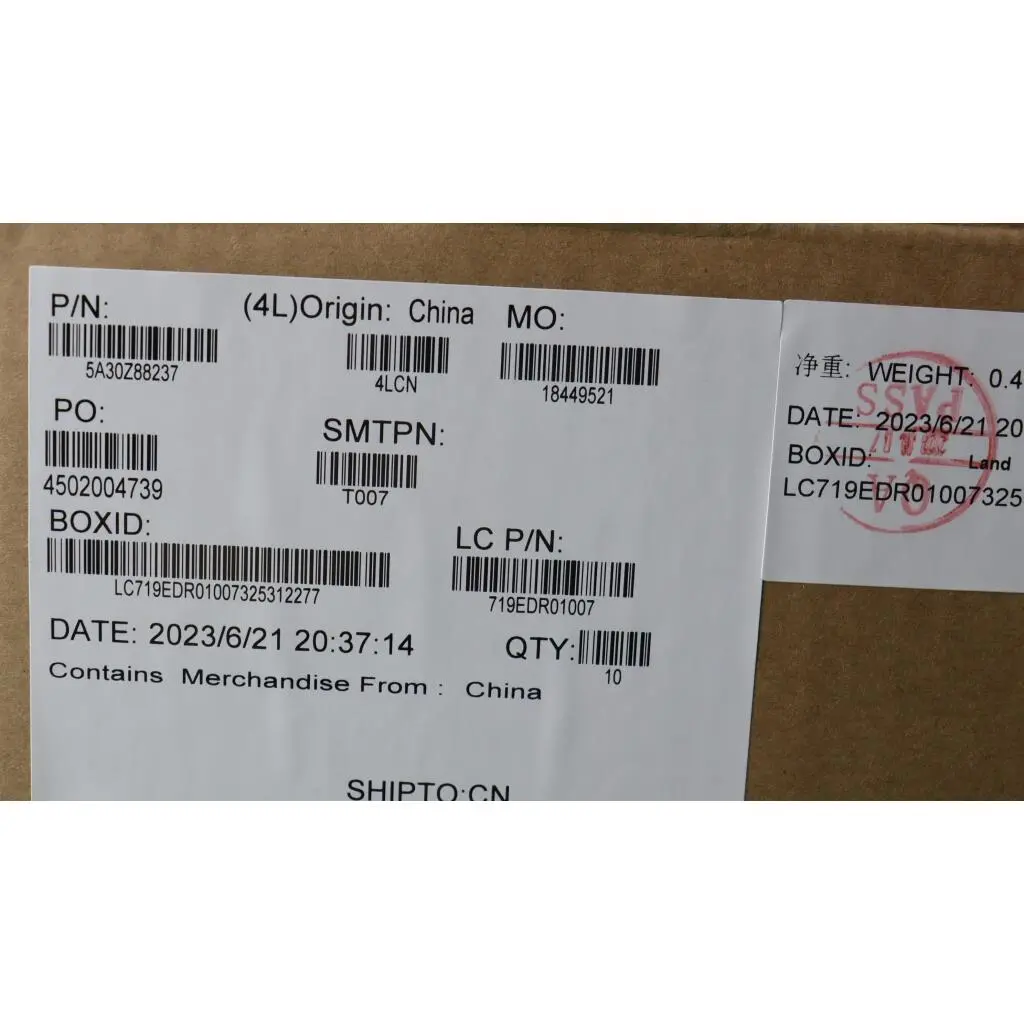 P/N:
5A30Z88237
(4L)Origin: China
4LCN
MO:
18449521
PO:
4502004739
SMTPN:
T007
BOXID:
LC719EDR01007325312277
LC P/N:
719EDR01007
DATE: 2023/6/21 20:37:14
QTY:
10
Contains Merchandise From : China
SHIPTO:CN
净重: WEIGHT: 0.4
DATE: 2023/6/21 20
BOXID: Land
LC719EDR01007325
PASS
QA